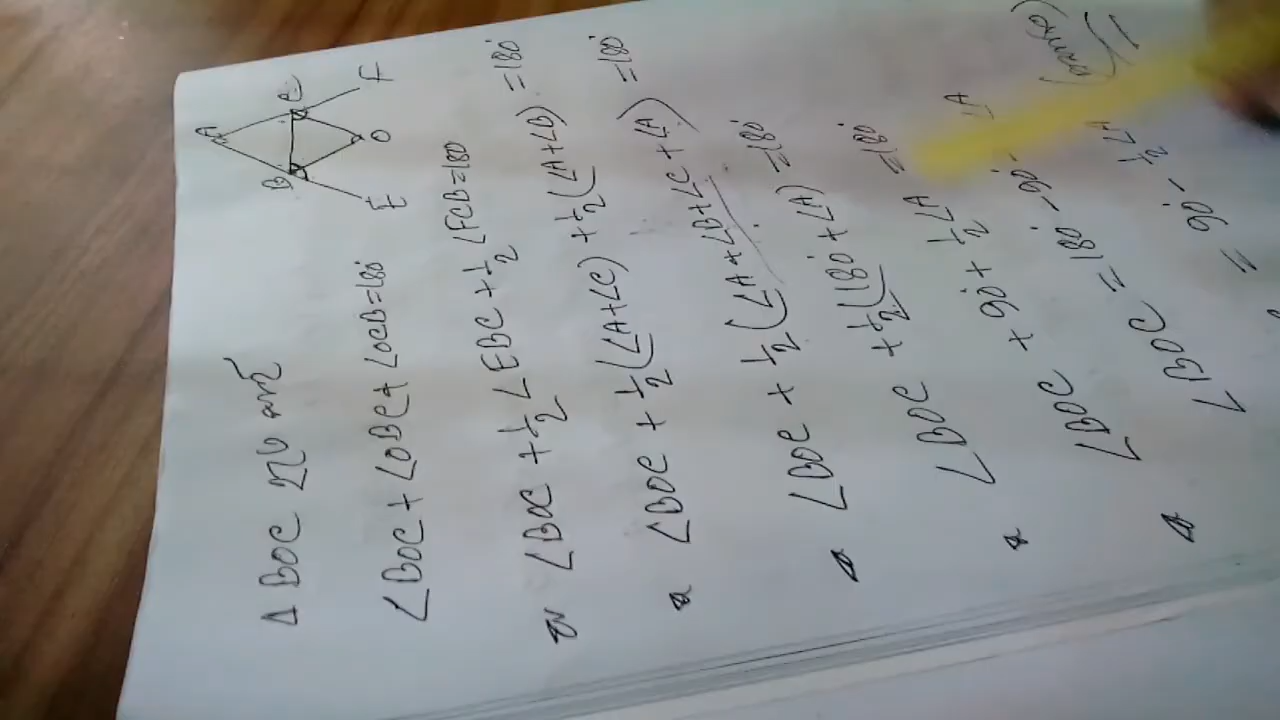 A
B C
E O F
∆ BOC হতে পাই
∠BOC + ∠OBC + ∠OCB = 180°
বা ∠BOC + ½ ∠EBC + ½ ∠FCB = 180
∠BOC + ½(∠A+∠C) + ½(∠A+∠B) = 180°
∠BOC + ½(∠A+∠B+∠C+∠A) = 180°
∠BOC + ½(180° + ∠A) = 180°
∠BOC + 90° + ½∠A = 180°
∠BOC = 180° - 90° -
∠BOC = 90° - ½∠A
(প্রমাণিত)